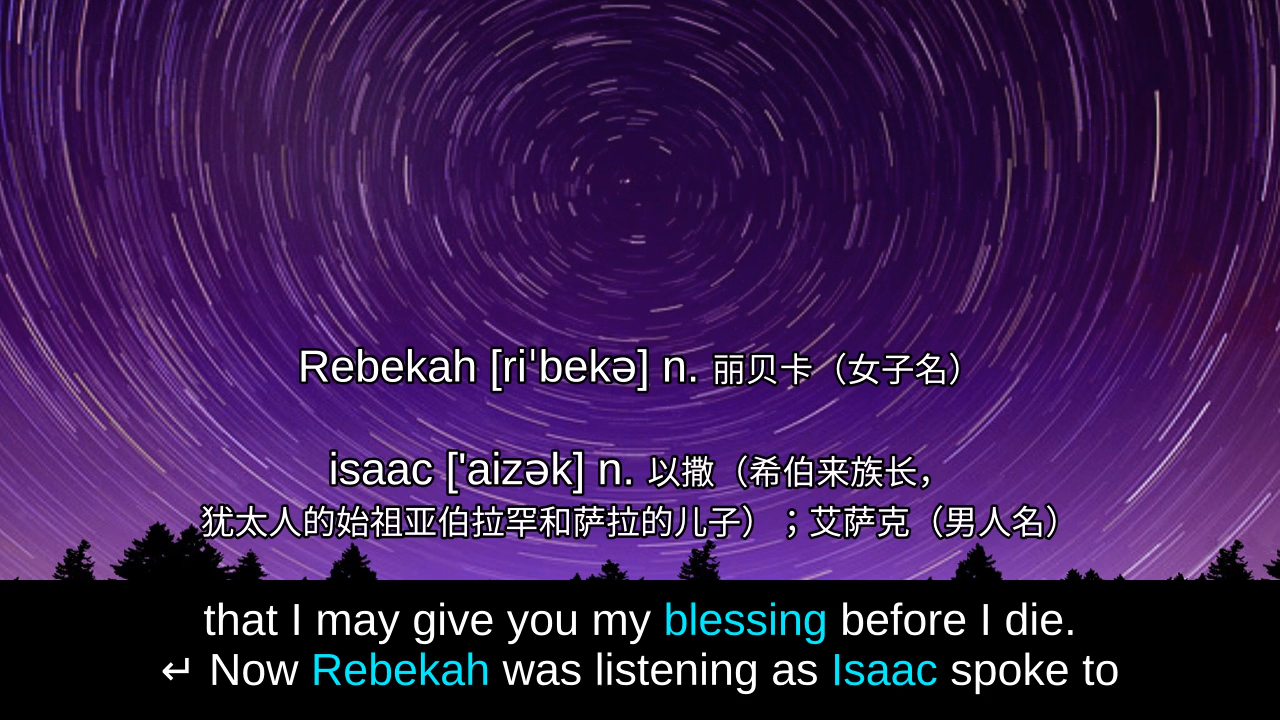 Rebekah [ri'bekə] n. 丽贝卡（女子名）
isaac ['aizək] n. 以撒（希伯来族长，
犹太人的始祖亚伯拉罕和萨拉的儿子）；艾萨克（男人名）
that I may give you my blessing before I die.
↵ Now Rebekah was listening as Isaac spoke to